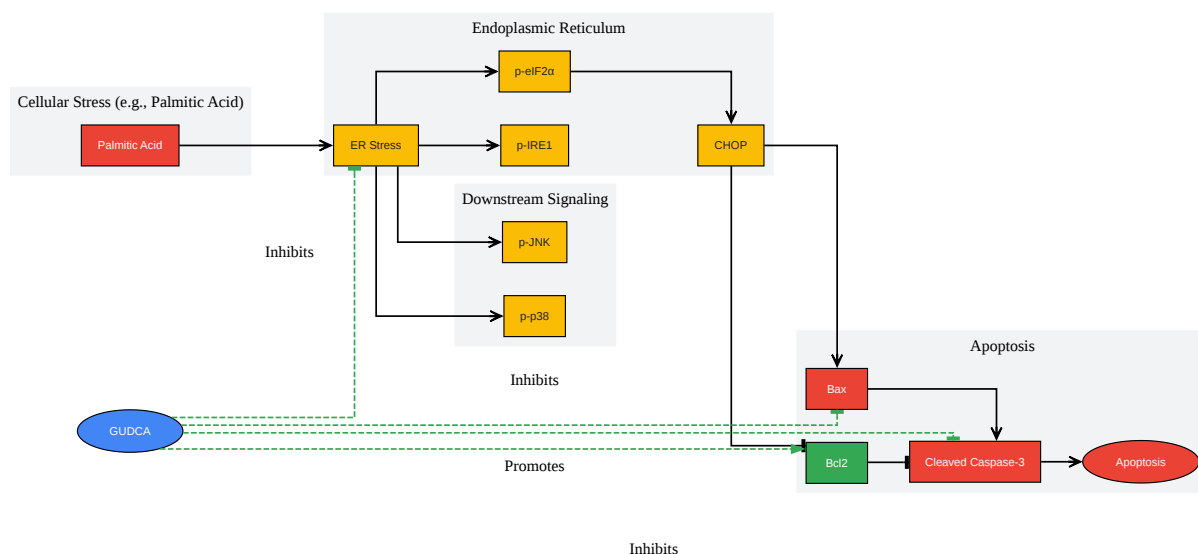 Endoplasmic Reticulum
p-eIF2α
Cellular Stress (e.g., Palmitic Acid)
Palmitic Acid
ER Stress
p-IRE1
CHOP
Downstream Signaling
p-JNK
Inhibits
p-p38
Apoptosis
Inhibits
Bax
GUDCA
Promotes
Bcl2
Cleaved Caspase-3
Apoptosis
Inhibits